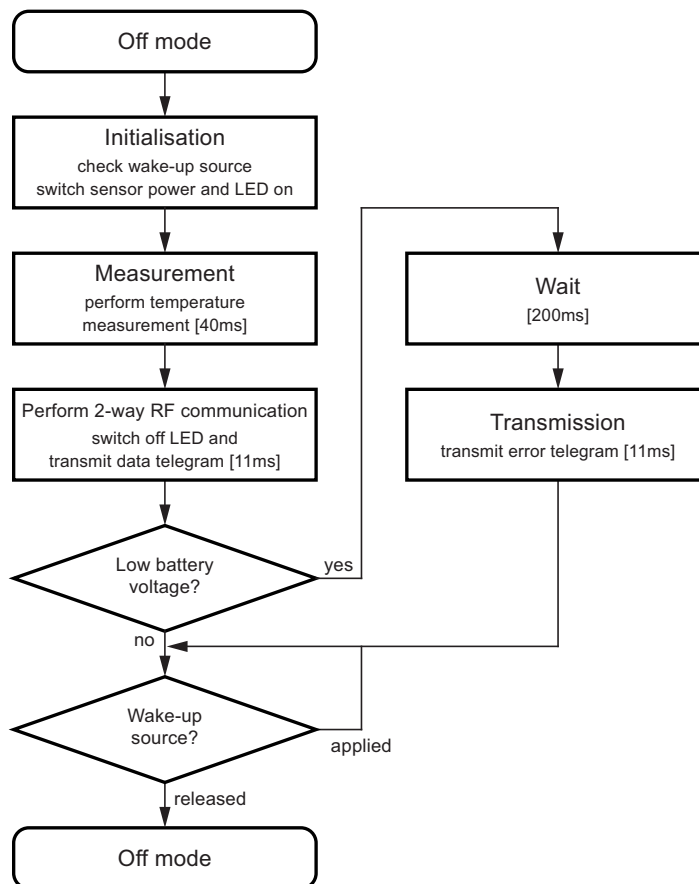 Off mode
Initialisation
check wake-up source
switch sensor power and LED on
Measurement
perform temperature
measurement [40ms]
Perform 2-way RF communication
switch off LED and
transmit data telegram [11ms]
Low battery
voltage?
yes
no
Wait
[200ms]
Transmission
transmit error telegram [11ms]
Wake-up
source?
applied
released
Off mode